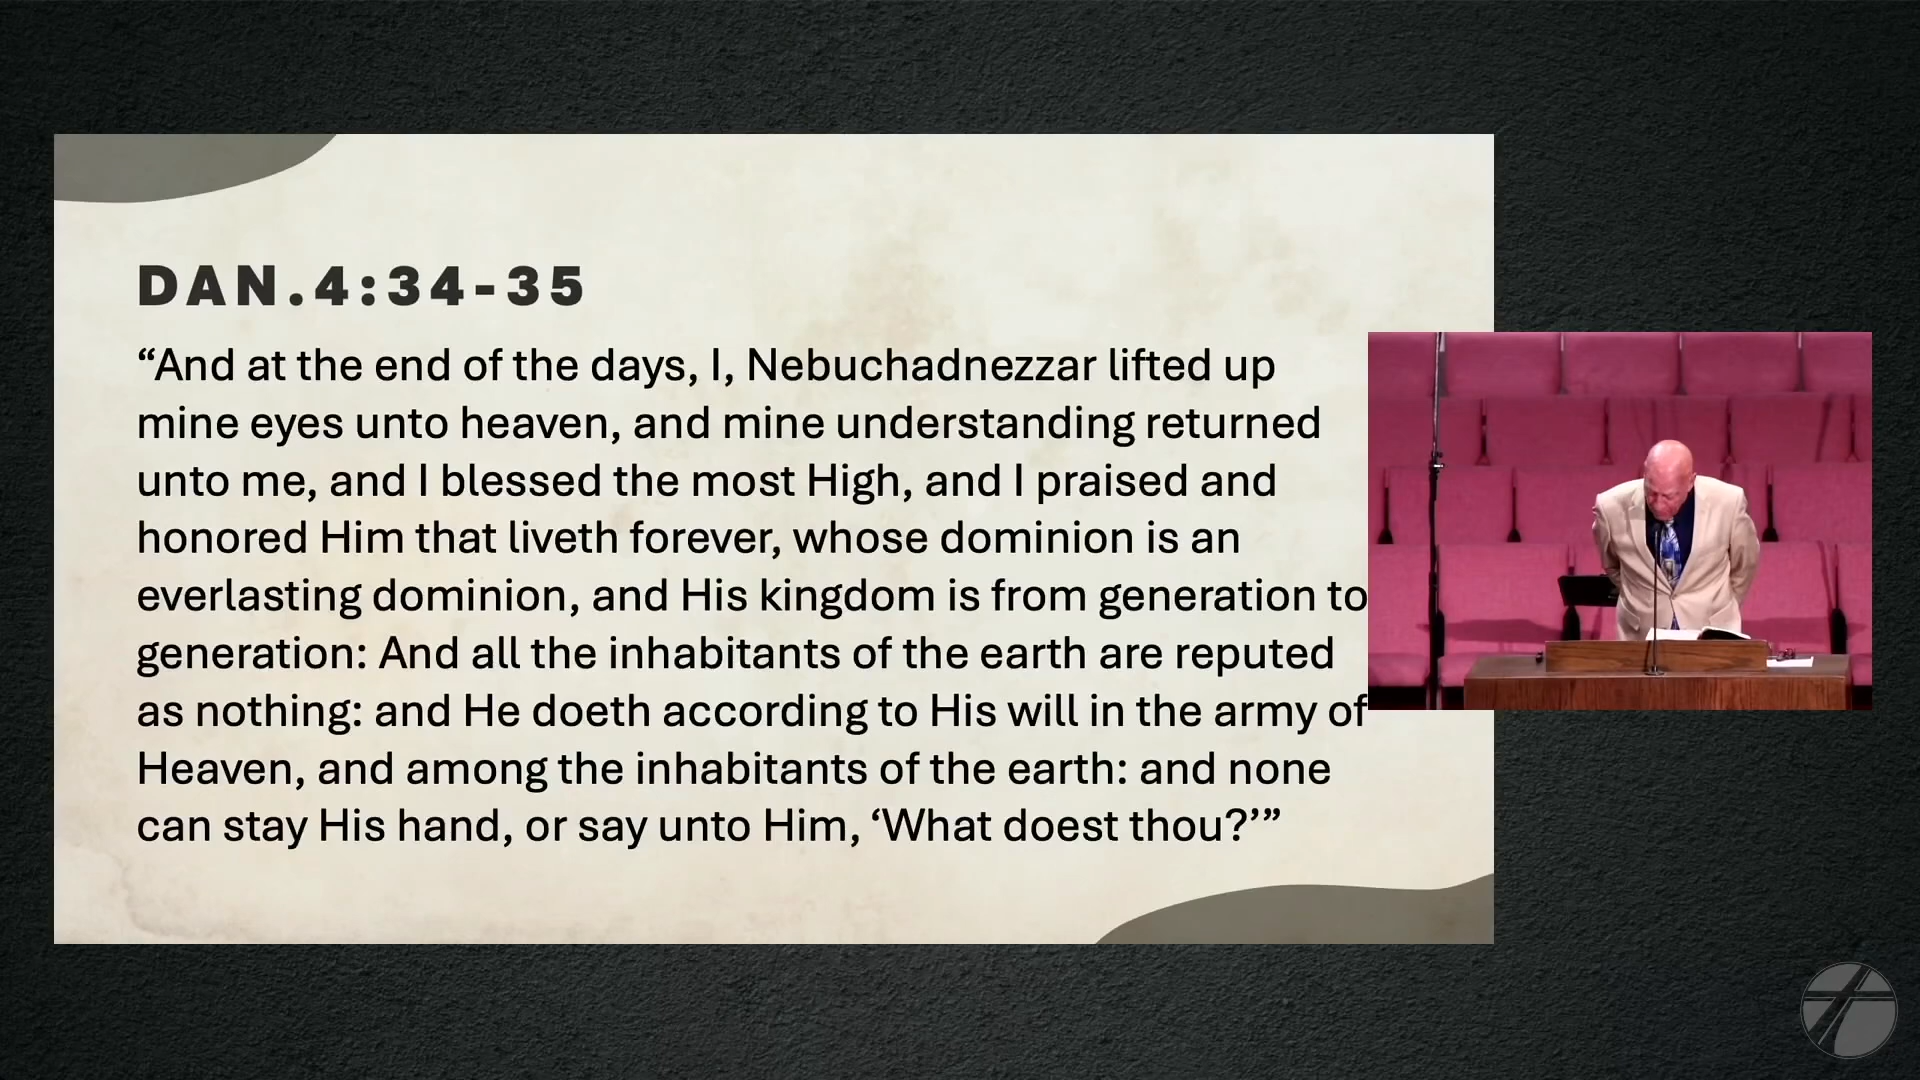 DAN.4:34-35
“And at the end of the days, I, Nebuchadnezzar lifted up
mine eyes unto heaven, and mine understanding returned
unto me, and I blessed the most High, and I praised and
honored Him that liveth forever, whose dominion is an
everlasting dominion, and His kingdom is from generation to
generation: And all the inhabitants of the earth are reputed
as nothing: and He doeth according to His will in the army of
Heaven, and among the inhabitants of the earth: and none
can stay His hand, or say unto Him, ‘What doest thou?’”